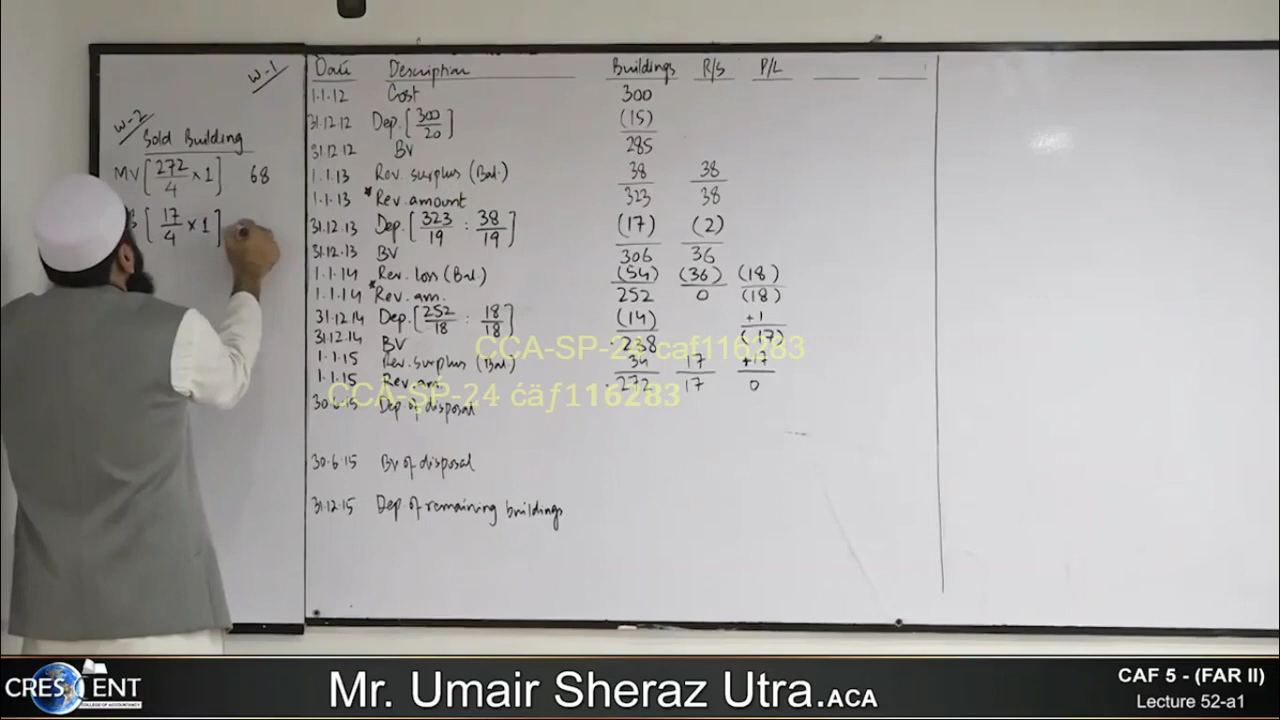 W-1
W-2
Sold Building
MV [272/4 × 1] 68
[17/4 × 1]
Date Description Buildings R/S P/L
1.1.12 Cost 300
31.12.12 Dep. [300/20] (15)
31.12.12 BV 285
1.1.13 Rev. surplus (Bal.) 38 38
1.1.13 *Rev. amount 323 38
31.12.13 Dep. [323/19 : 38/19] (17) (2)
31.12.13 BV 306 36
1.1.14 Rev. loss (Bal.) (54) (36) (18)
1.1.14 *Rev. am. 252 0 (18)
31.12.14 Dep. [252/18 : 18/18] (14) +1
31.12.14 BV 238 (17)
1.1.15 Rev. surplus (Bal) 34 17 +17
1.1.15 Rev. am. 272 17 0
30.6.15 Dep of disposal
30.6.15 BV of disposal
31.12.15 Dep of remaining buildings
CCA-SP-24 caf116283
CCA-SP-24 ćäƒ116283
CRESCENT
COLLEGE OF ACCOUNTANCY
Mr. Umair Sheraz Utra.ACA
CAF 5 - (FAR II)
Lecture 52-a1